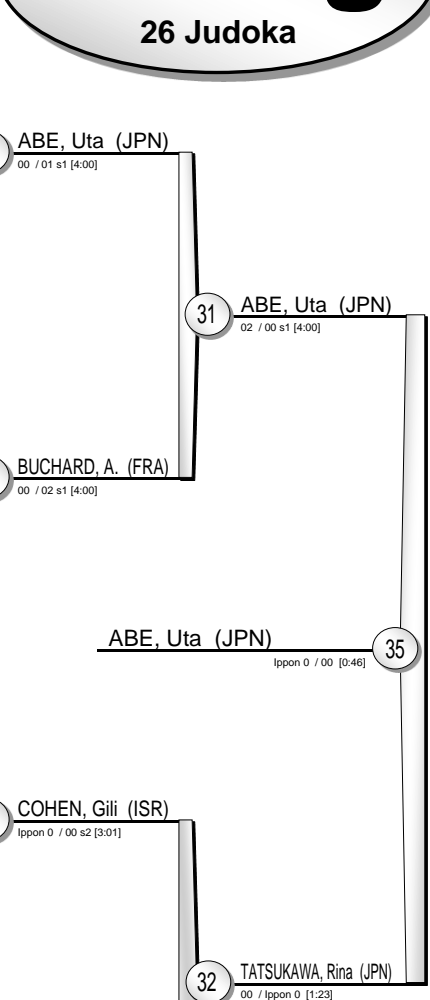 26 Judoka
ABE, Uta (JPN)
00 / 01 s1 [4:00]
31
ABE, Uta (JPN)
02 / 00 s1 [4:00]
BUCHARD, A. (FRA)
00 / 02 s1 [4:00]
ABE, Uta (JPN)
Ippon 0 / 00 [0:46]
35
COHEN, Gili (ISR)
Ippon 0 / 00 s2 [3:01]
32
TATSUKAWA, Rina (JPN)
00 / Ippon 0 [1:23]